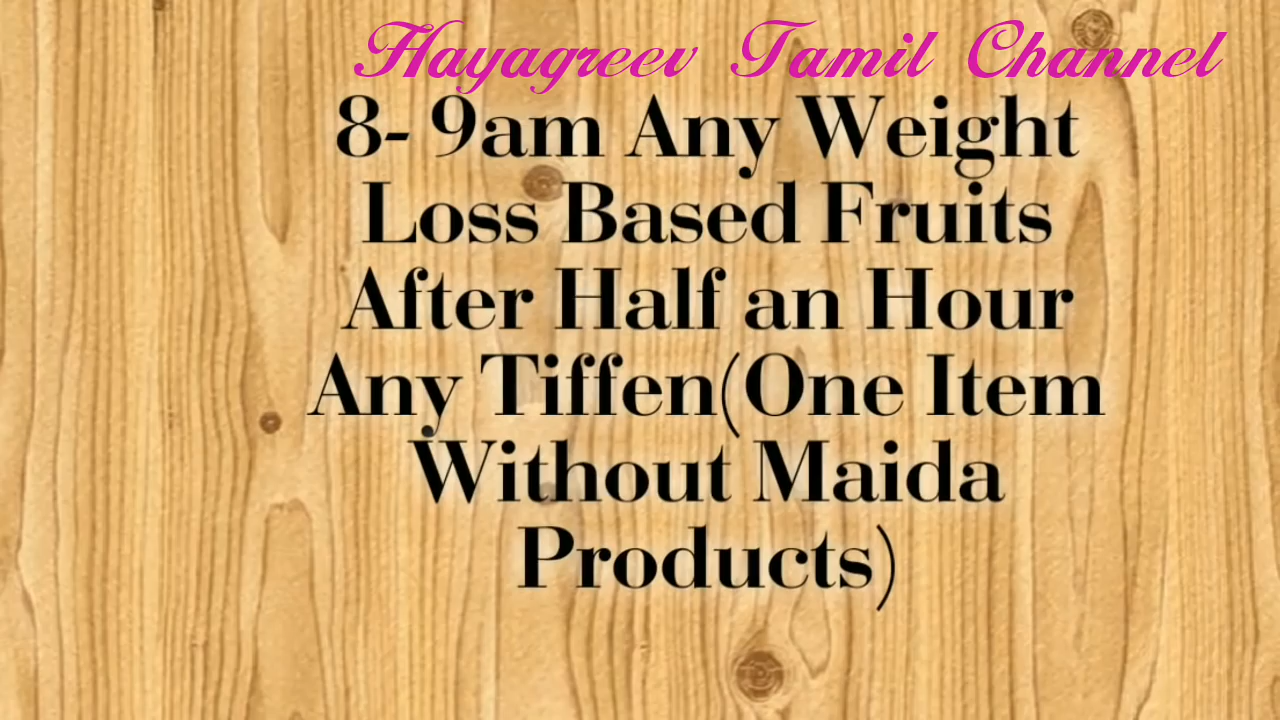 Hayagreev Tamil Channel
8- 9am Any Weight
Loss Based Fruits
After Half an Hour
Any Tiffen(One Item
Without Maida
Products)